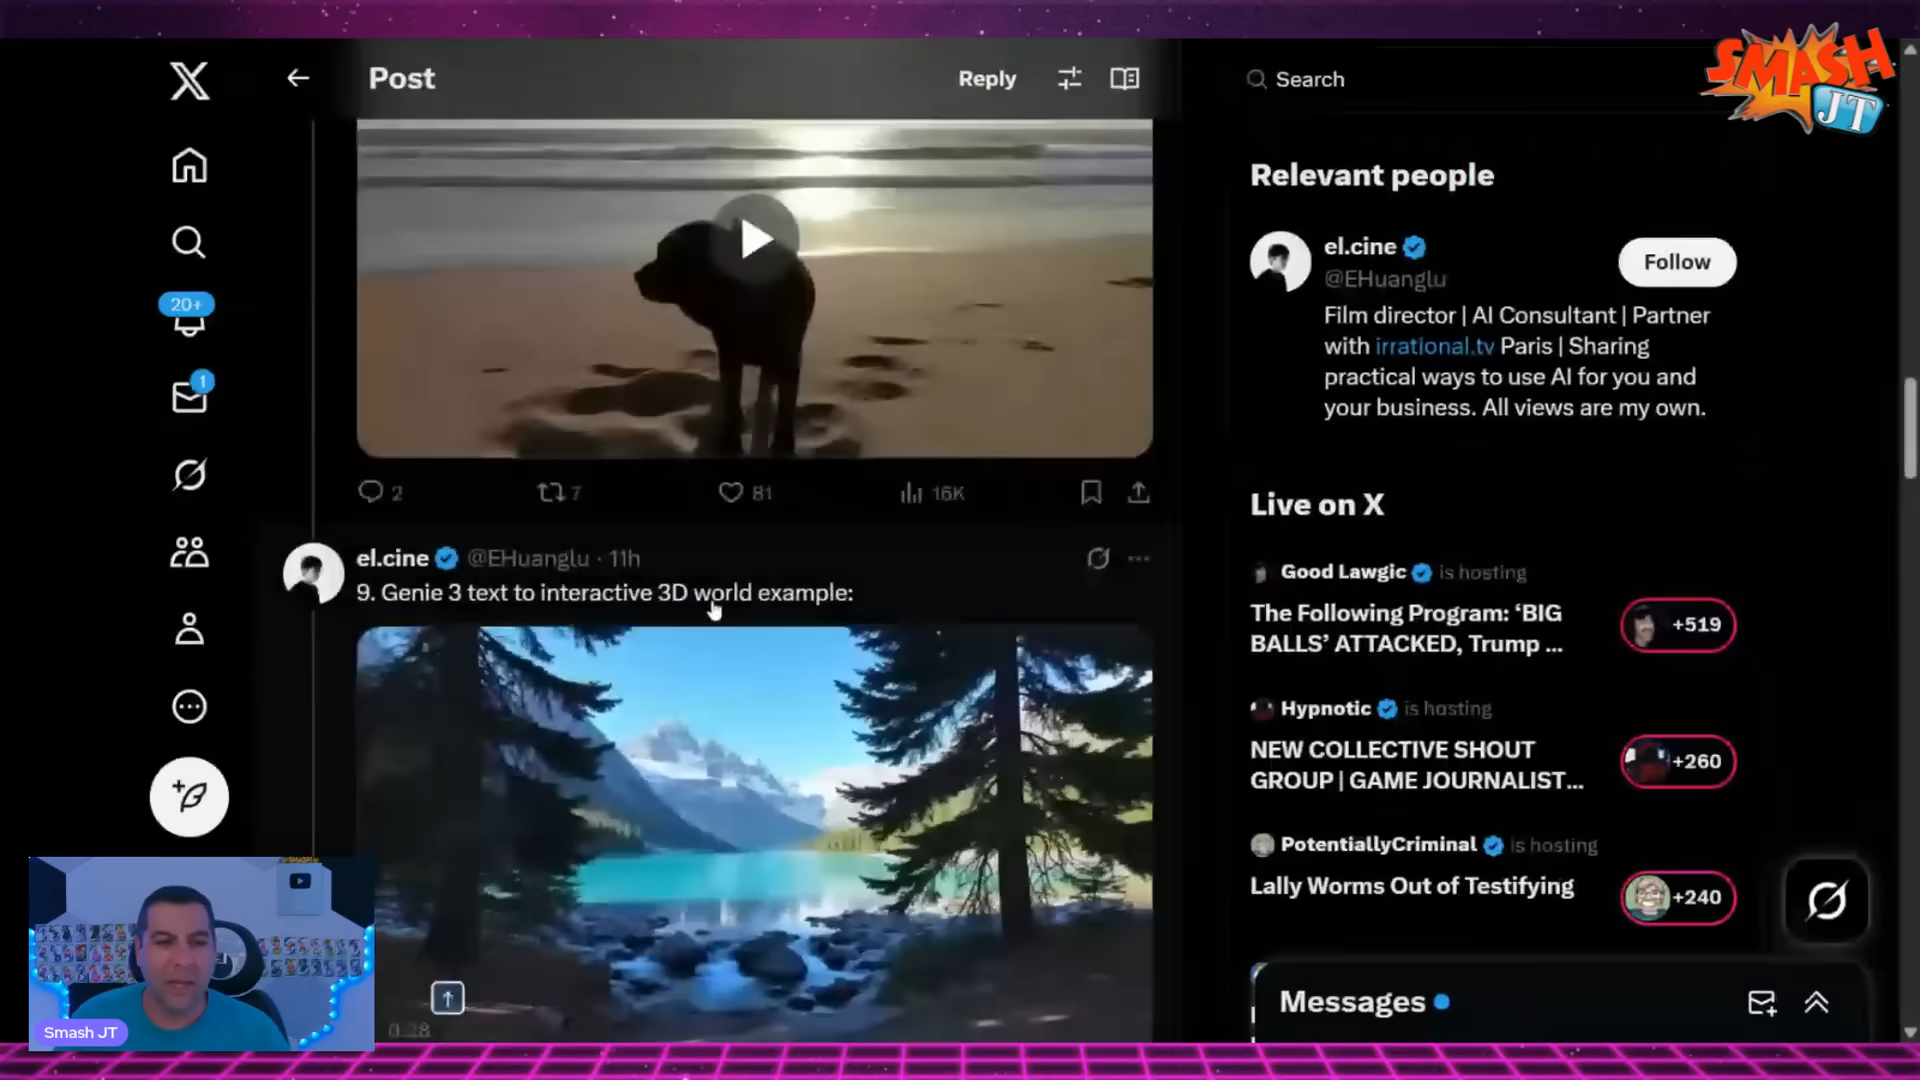 SMASH
JT
Post
Reply
Search
Relevant people
el.cine
@EHuanglu
Follow
Film director | AI Consultant | Partner
with irrational.tv Paris | Sharing
practical ways to use AI for you and
your business. All views are my own.
20+
1
2
7
81
16K
el.cine @EHuanglu · 11h
9. Genie 3 text to interactive 3D world example:
0:28
Live on X
Good Lawgic is hosting
The Following Program: ‘BIG
BALLS’ ATTACKED, Trump ...
+519
Hypnotic is hosting
NEW COLLECTIVE SHOUT
GROUP | GAME JOURNALIST...
+260
PotentiallyCriminal is hosting
Lally Worms Out of Testifying
+240
Messages
Smash JT